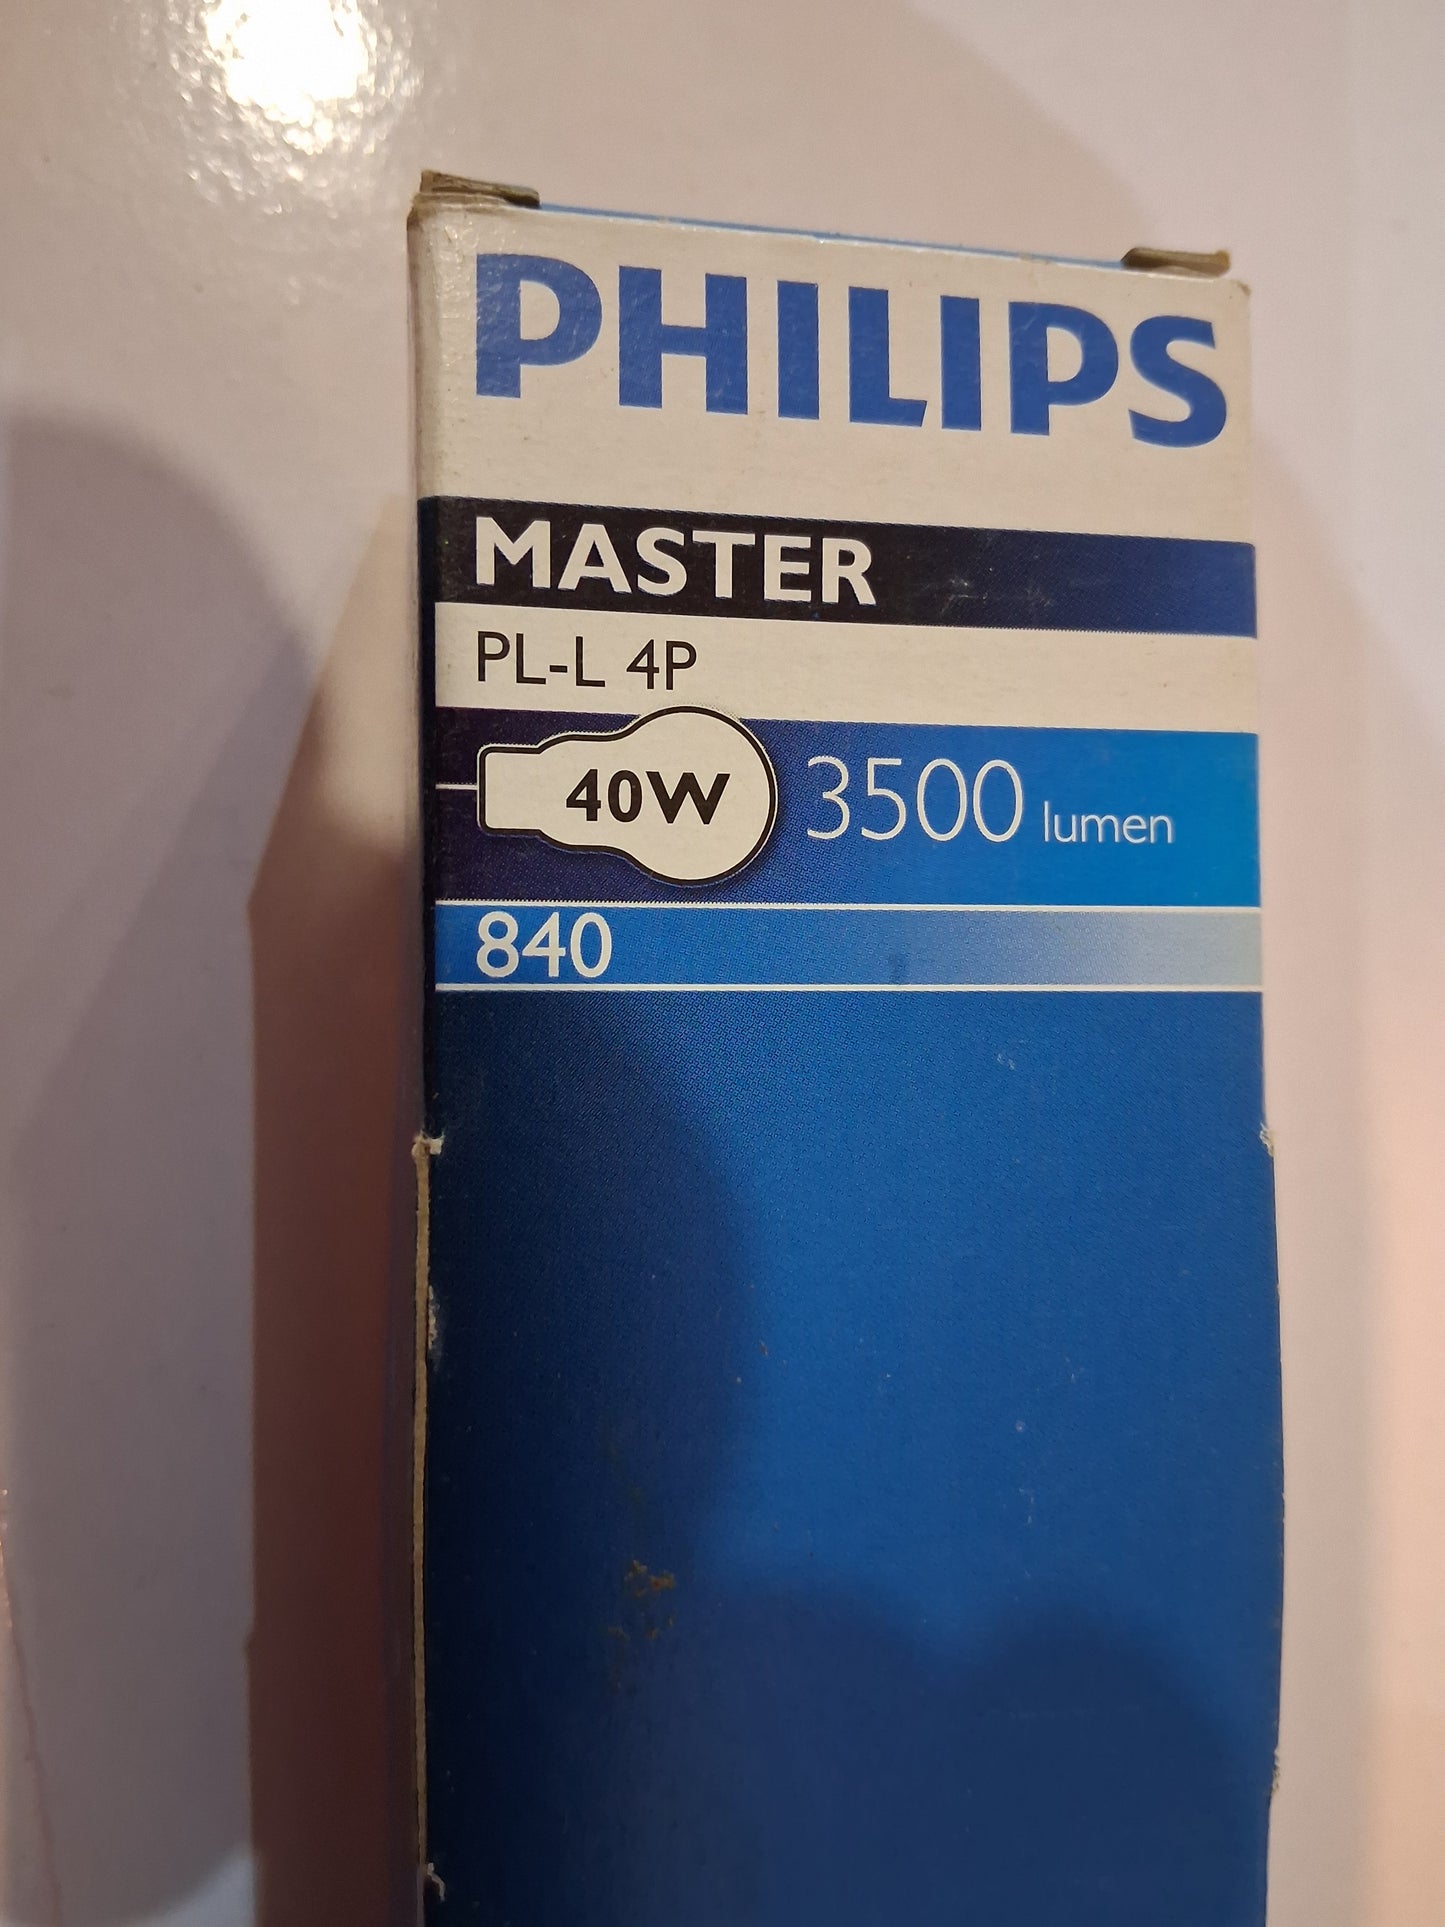 PHILIPS
MASTER
PL-L 4P
40W 3500 lumen
840